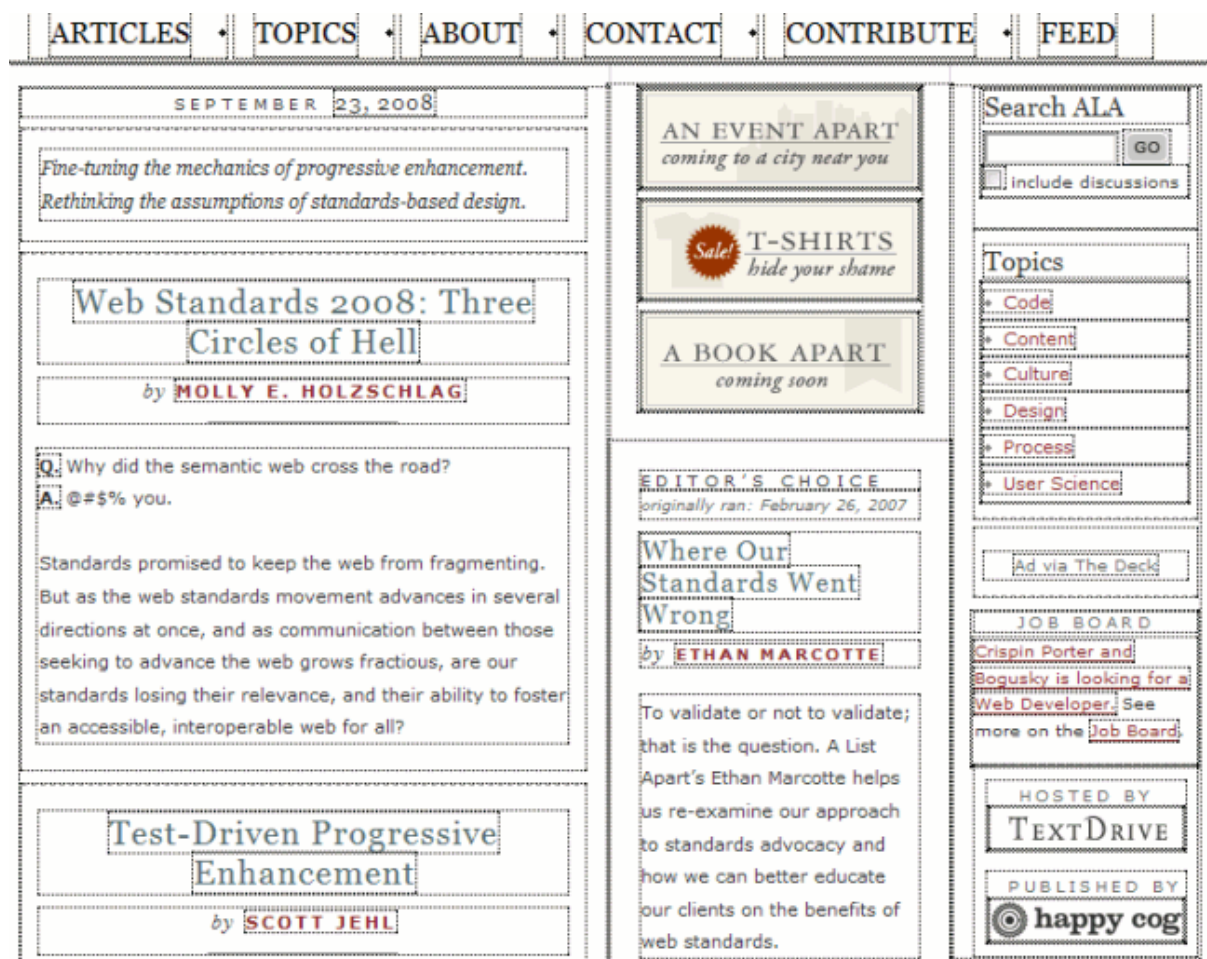 ARTICLES
TOPICS
ABOUT
CONTACT
CONTRIBUTE
FEED
SEPTEMBER 23, 2008
Fine-tuning the mechanics of progressive enhancement.
Rethinking the assumptions of standards-based design.
Web Standards 2008: Three
Circles of Hell
by MOLLY E. HOLZSCHLAG
Q. Why did the semantic web cross the road?
A. @#$% you.
Standards promised to keep the web from fragmenting.
But as the web standards movement advances in several
directions at once, and as communication between those
seeking to advance the web grows fractious, are our
standards losing their relevance, and their ability to foster
an accessible, interoperable web for all?
Test-Driven Progressive
Enhancement
by SCOTT JEHL
AN EVENT APART
coming to a city near you
Sale!
T-SHIRTS
hide your shame
A BOOK APART
coming soon
EDITOR'S CHOICE
originally ran: February 26, 2007
Where Our
Standards Went
Wrong
by ETHAN MARCOTTE
To validate or not to validate;
that is the question. A List
Apart's Ethan Marcotte helps
us re-examine our approach
to standards advocacy and
how we can better educate
our clients on the benefits of
web standards.
Search ALA
GO
include discussions
Topics
Code
Content
Culture
Design
Process
User Science
Ad via The Deck
JOB BOARD
Crispin Porter and
Bogusky is looking for a
Web Developer. See
more on the Job Board.
HOSTED BY
TEXTDRIVE
PUBLISHED BY
happy cog